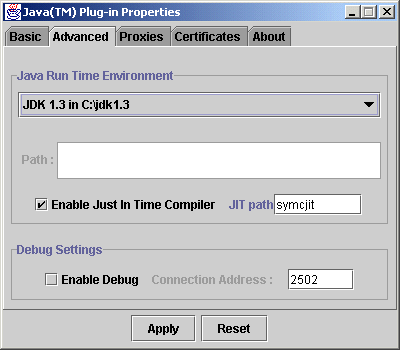 Java(TM) Plug-in Properties
Basic Advanced Proxies Certificates About
Java Run Time Environment
JDK 1.3 in C:\jdk1.3
Path :
Enable Just In Time Compiler JIT path symcjit
Debug Settings
Enable Debug Connection Address : 2502
Apply Reset